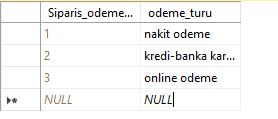 Siparis_odeme... odeme_turu
1 nakit odeme
2 kredi-banka kar...
3 online odeme
NULL NULL